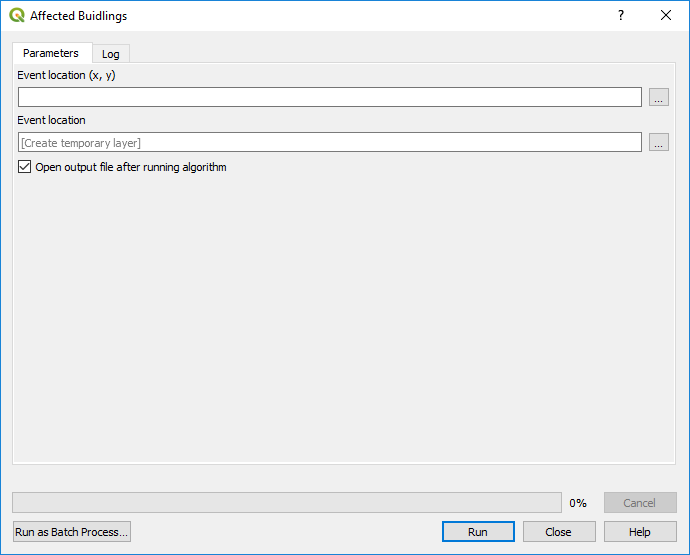 Affected Buidlings
?
Parameters
Log
Event location (x, y)
...
Event location
[Create temporary layer]
...
Open output file after running algorithm
0%
Cancel
Run as Batch Process...
Run
Close
Help